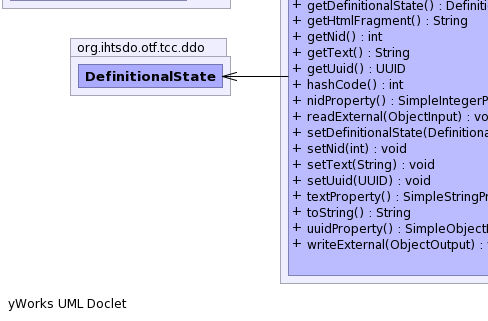 + getDefinitionalState() : Definiti
+ getHtmlFragment() : String
+ getNid() : int
+ getText() : String
+ getUuid() : UUID
+ hashCode() : int
+ nidProperty() : SimpleIntegerP
+ readExternal(ObjectInput) : vo
+ setDefinitionalState(Definitiona
+ setNid(int) : void
+ setText(String) : void
+ setUuid(UUID) : void
+ textProperty() : SimpleStringPr
+ toString() : String
+ uuidProperty() : SimpleObject
+ writeExternal(ObjectOutput) :
org.ihtsdo.otf.tcc.ddo
DefinitionalState
yWorks UML Doclet